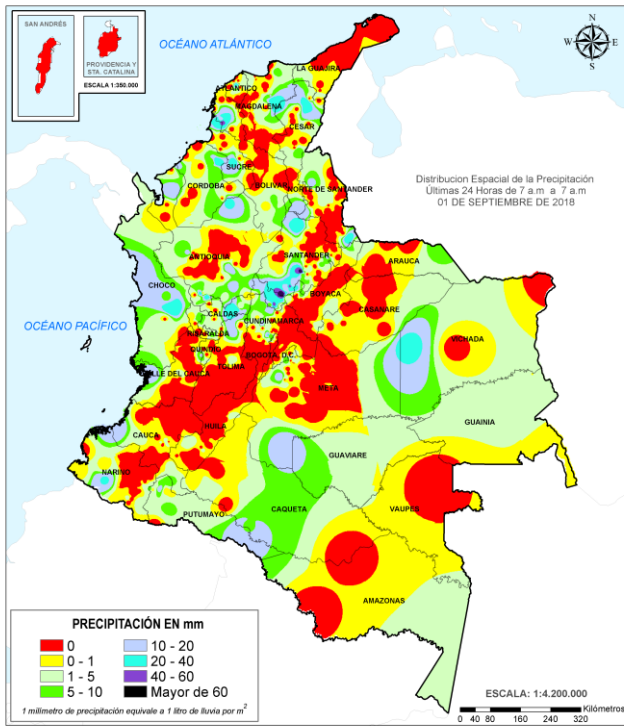 SAN ANDRÉS
PROVIDENCIA Y
STA. CATALINA
ESCALA 1:350.000
OCÉANO ATLÁNTICO
N
W E
S
LA GUAJIRA
ATLANTICO
MAGDALENA
CESAR
SUCRE
CORDOBA
BOLIVAR
NORTE DE SANTANDER
Distribucion Espacial de la Precipitación
Últimas 24 Horas de 7 a.m a 7 a.m
01 DE SEPTIEMBRE DE 2018
ANTIOQUIA
SANTANDER
ARAUCA
CHOCO
BOYACA
CASANARE
OCÉANO PACÍFICO
CALDAS
CUNDINAMARCA
RISARALDA
VICHADA
QUINDIO
BOGOTA, D.C.
VALLE DEL CAUCA
TOLIMA
META
GUAINIA
HUILA
CAUCA
GUAVIARE
NARIÑO
CAQUETA
VAUPES
PUTUMAYO
AMAZONAS
PRECIPITACIÓN EN mm
0 10 - 20
0 - 1 20 - 40
1 - 5 40 - 60
5 - 10 Mayor de 60
1 milimetro de precipitación equivale a 1 litro de lluvia por m²
ESCALA: 1:4.200.000
Kilómetros
0 40 80 160 240 320